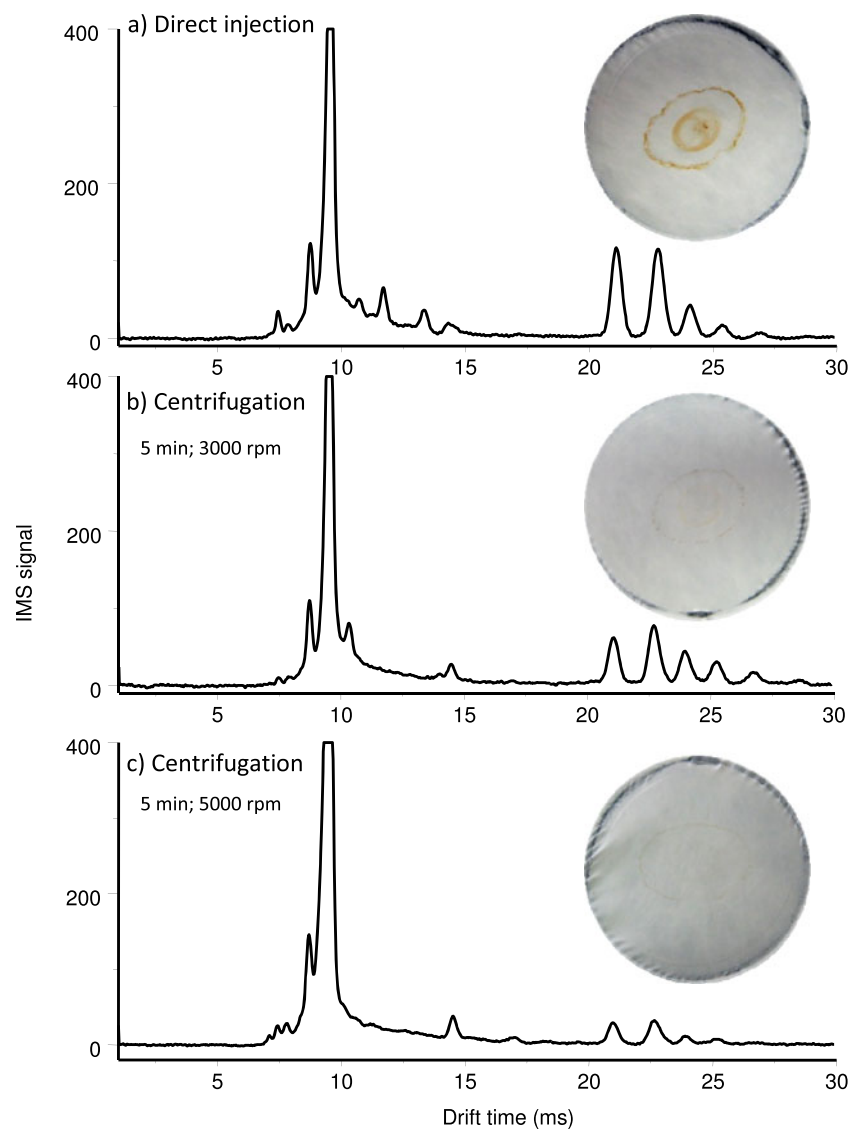 a) Direct injection
400
200
0
5 10 15 20 25 30
b) Centrifugation
5 min; 3000 rpm
400
200
0
5 10 15 20 25 30
IMS signal
c) Centrifugation
5 min; 5000 rpm
400
200
0
5 10 15 20 25 30
Drift time (ms)